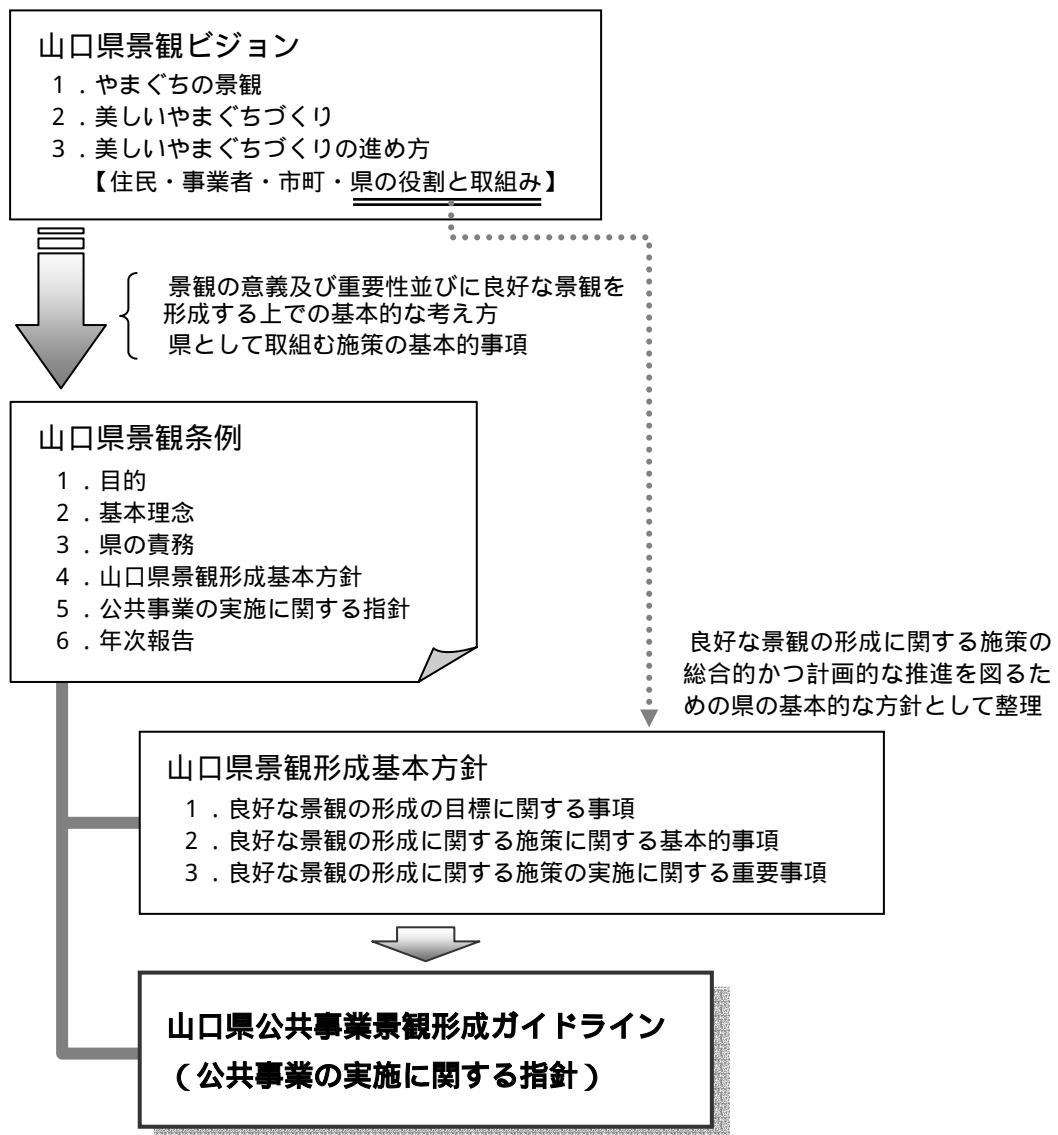 山口県景観ビジョン
1．やまぐちの景観
2．美しいやまぐちづくり
3．美しいやまぐちづくりの進め方
【住民・事業者・市町・県の役割と取組み】
景観の意義及び重要性並びに良好な景観を
形成する上での基本的な考え方
県として取組む施策の基本的事項
山口県景観条例
1．目的
2．基本理念
3．県の責務
4．山口県景観形成基本方針
5．公共事業の実施に関する指針
6．年次報告
良好な景観の形成に関する施策の
総合的かつ計画的な推進を図るた
めの県の基本的な方針として整理
山口県景観形成基本方針
1．良好な景観の形成の目標に関する事項
2．良好な景観の形成に関する施策に関する基本的事項
3．良好な景観の形成に関する施策の実施に関する重要事項
山口県公共事業景観形成ガイドライン
（公共事業の実施に関する指針）